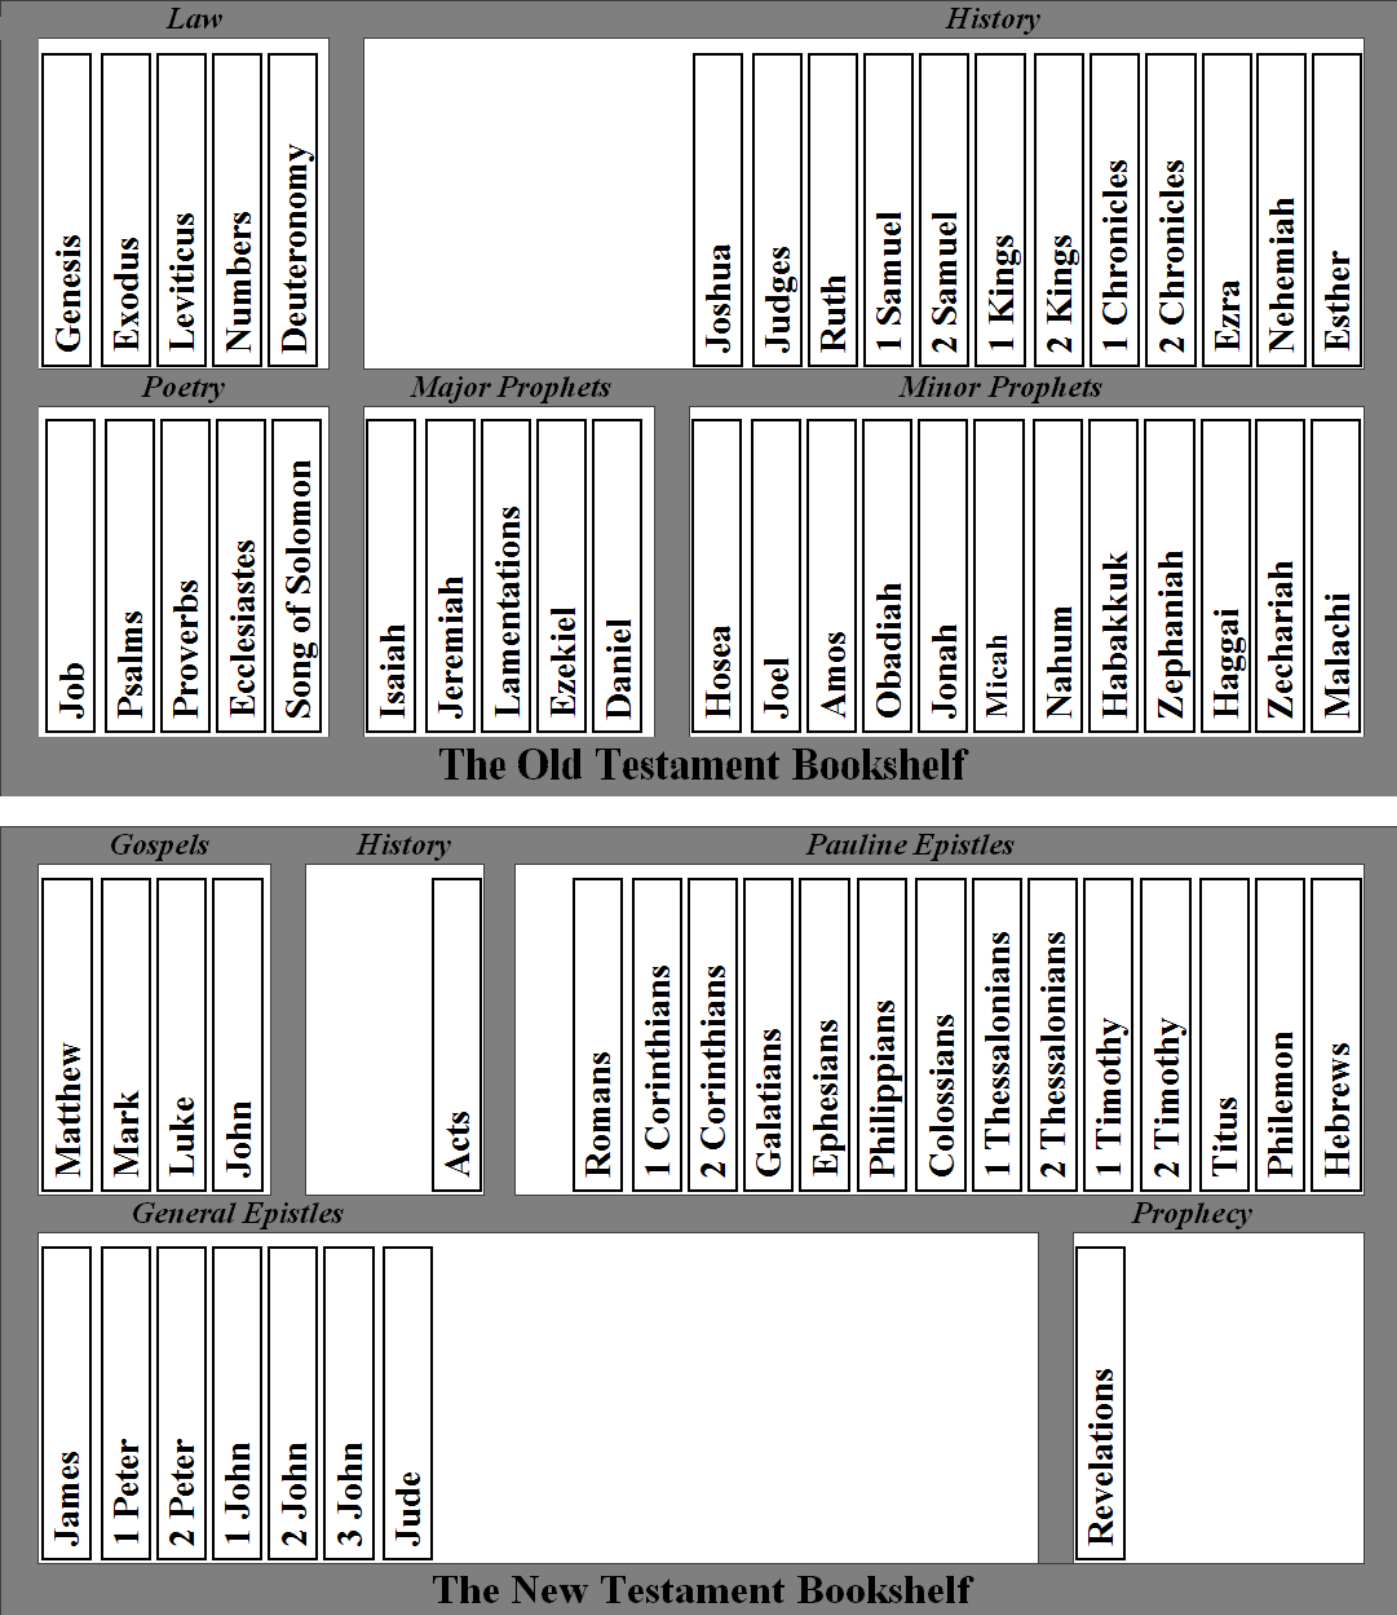 Law
History
Genesis
Exodus
Leviticus
Numbers
Deuteronomy
Joshua
Judges
Ruth
1 Samuel
2 Samuel
1 Kings
2 Kings
1 Chronicles
2 Chronicles
Ezra
Nehemiah
Esther
Poetry
Major Prophets
Minor Prophets
Job
Psalms
Proverbs
Ecclesiastes
Song of Solomon
Isaiah
Jeremiah
Lamentations
Ezekiel
Daniel
Hosea
Joel
Amos
Obadiah
Jonah
Micah
Nahum
Habakkuk
Zephaniah
Haggai
Zechariah
Malachi
The Old Testament Bookshelf
Gospels
History
Pauline Epistles
Matthew
Mark
Luke
John
Acts
Romans
1 Corinthians
2 Corinthians
Galatians
Ephesians
Philippians
Colossians
1 Thessalonians
2 Thessalonians
1 Timothy
2 Timothy
Titus
Philemon
Hebrews
General Epistles
Prophecy
James
1 Peter
2 Peter
1 John
2 John
3 John
Jude
Revelations
The New Testament Bookshelf